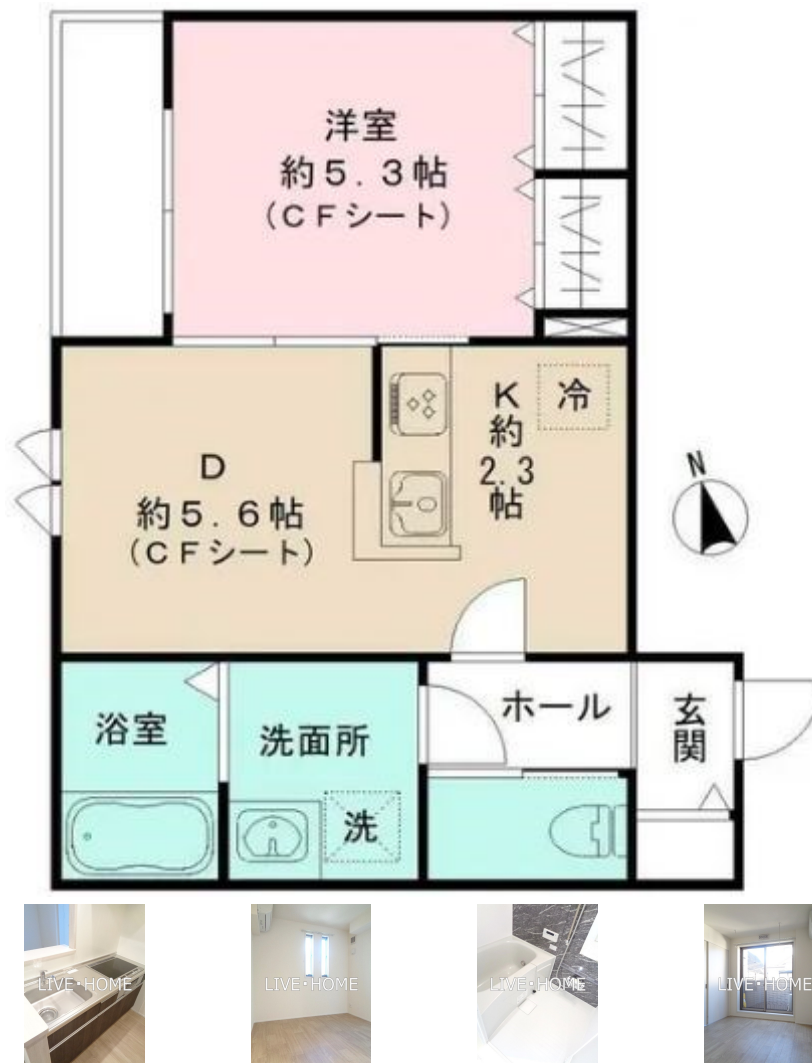 洋室
約5.3帖
(CFシート)
K
約
2.3
帖
冷
D
約5.6帖
(CFシート)
N
浴室
洗面所
洗
ホール
玄
関
LIVE･HOME
LIVE･HOME
LIVE･HOME
LIVE･HOME